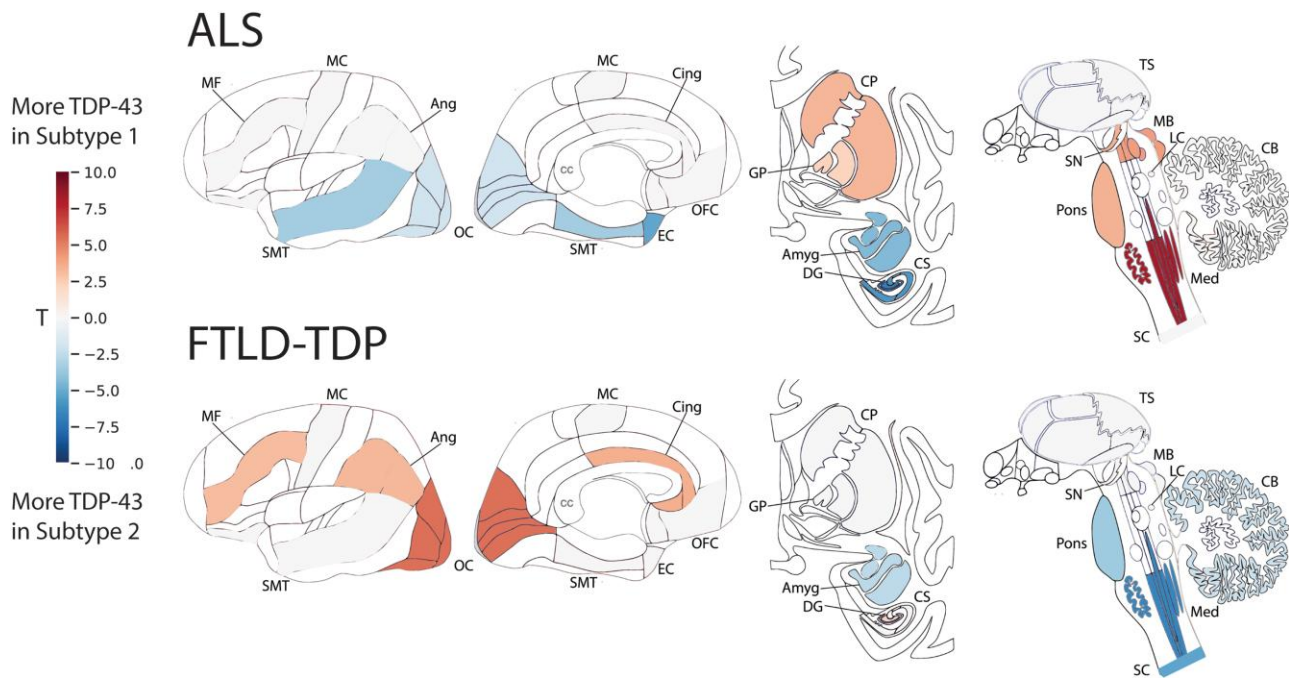 ALS
More TDP-43
in Subtype 1
10.0
7.5
5.0
2.5
T
0.0
−2.5
−5.0
−7.5
−10 .0
More TDP-43
in Subtype 2
MF
MC
Ang
SMT
OC
MC
Cing
CC
OFC
SMT
EC
CP
GP
Amyg
DG
CS
TS
MB
LC
SN
CB
Pons
Med
SC
FTLD-TDP
MF
MC
Ang
SMT
OC
MC
Cing
CC
OFC
SMT
EC
CP
GP
Amyg
DG
CS
TS
MB
LC
SN
CB
Pons
Med
SC